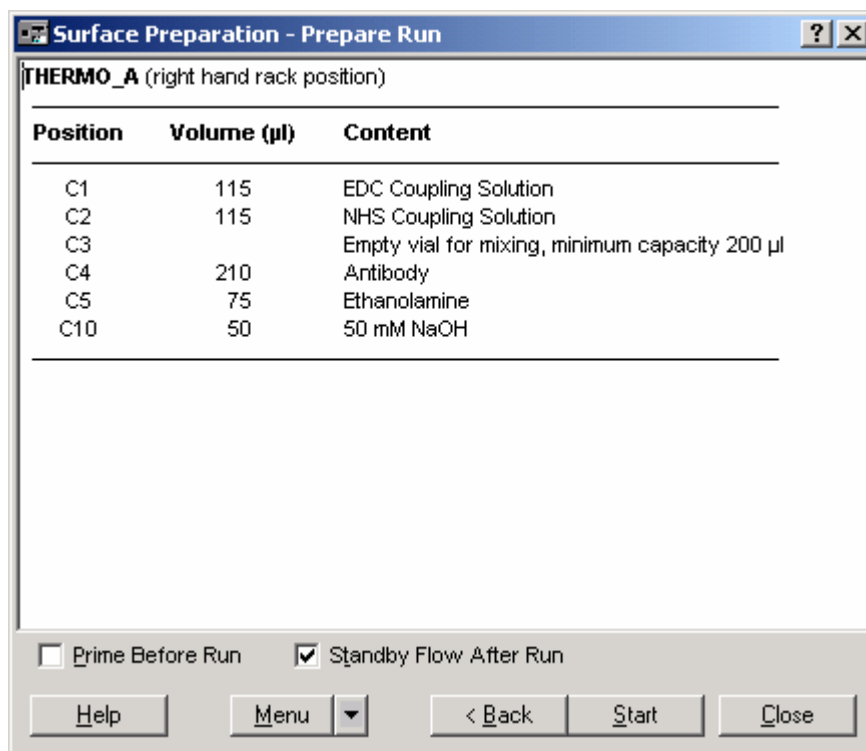 Surface Preparation - Prepare Run
THERMO_A (right hand rack position)
Position Volume (µl) Content
C1 115 EDC Coupling Solution
C2 115 NHS Coupling Solution
C3 Empty vial for mixing, minimum capacity 200 µl
C4 210 Antibody
C5 75 Ethanolamine
C10 50 50 mM NaOH
Prime Before Run Standby Flow After Run
Help Menu < Back Start Close